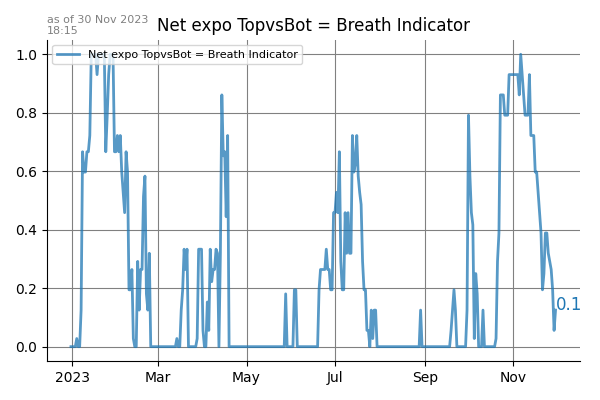 as of 30 Nov 2023
18:15
Net expo TopvsBot = Breath Indicator
Net expo TopvsBot = Breath Indicator
1.0
0.8
0.6
0.4
0.2
0.0
0.1
2023 Mar May Jul Sep Nov